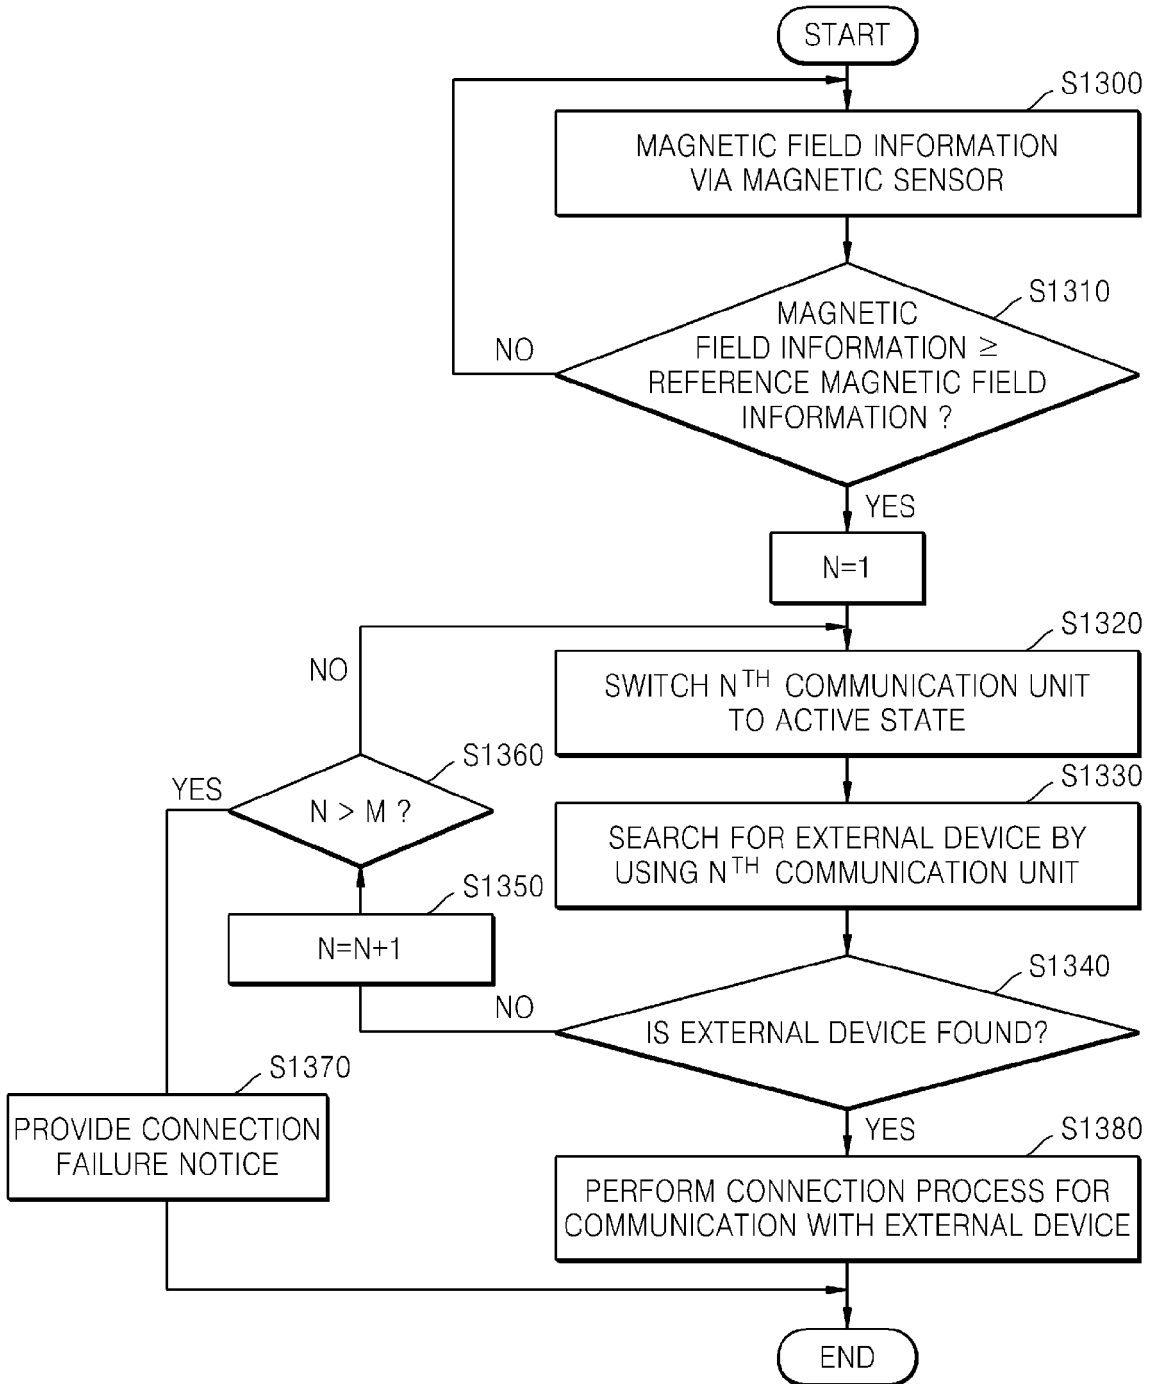 START
S1300
MAGNETIC FIELD INFORMATION
VIA MAGNETIC SENSOR
S1310
MAGNETIC
FIELD INFORMATION ≥
REFERENCE MAGNETIC FIELD
INFORMATION ?
NO
YES
N=1
S1320
SWITCH NTH COMMUNICATION UNIT
TO ACTIVE STATE
NO
S1360
N > M ?
YES
S1330
SEARCH FOR EXTERNAL DEVICE BY
USING NTH COMMUNICATION UNIT
S1350
N=N+1
S1340
IS EXTERNAL DEVICE FOUND?
NO
YES
S1370
PROVIDE CONNECTION
FAILURE NOTICE
S1380
PERFORM CONNECTION PROCESS FOR
COMMUNICATION WITH EXTERNAL DEVICE
END